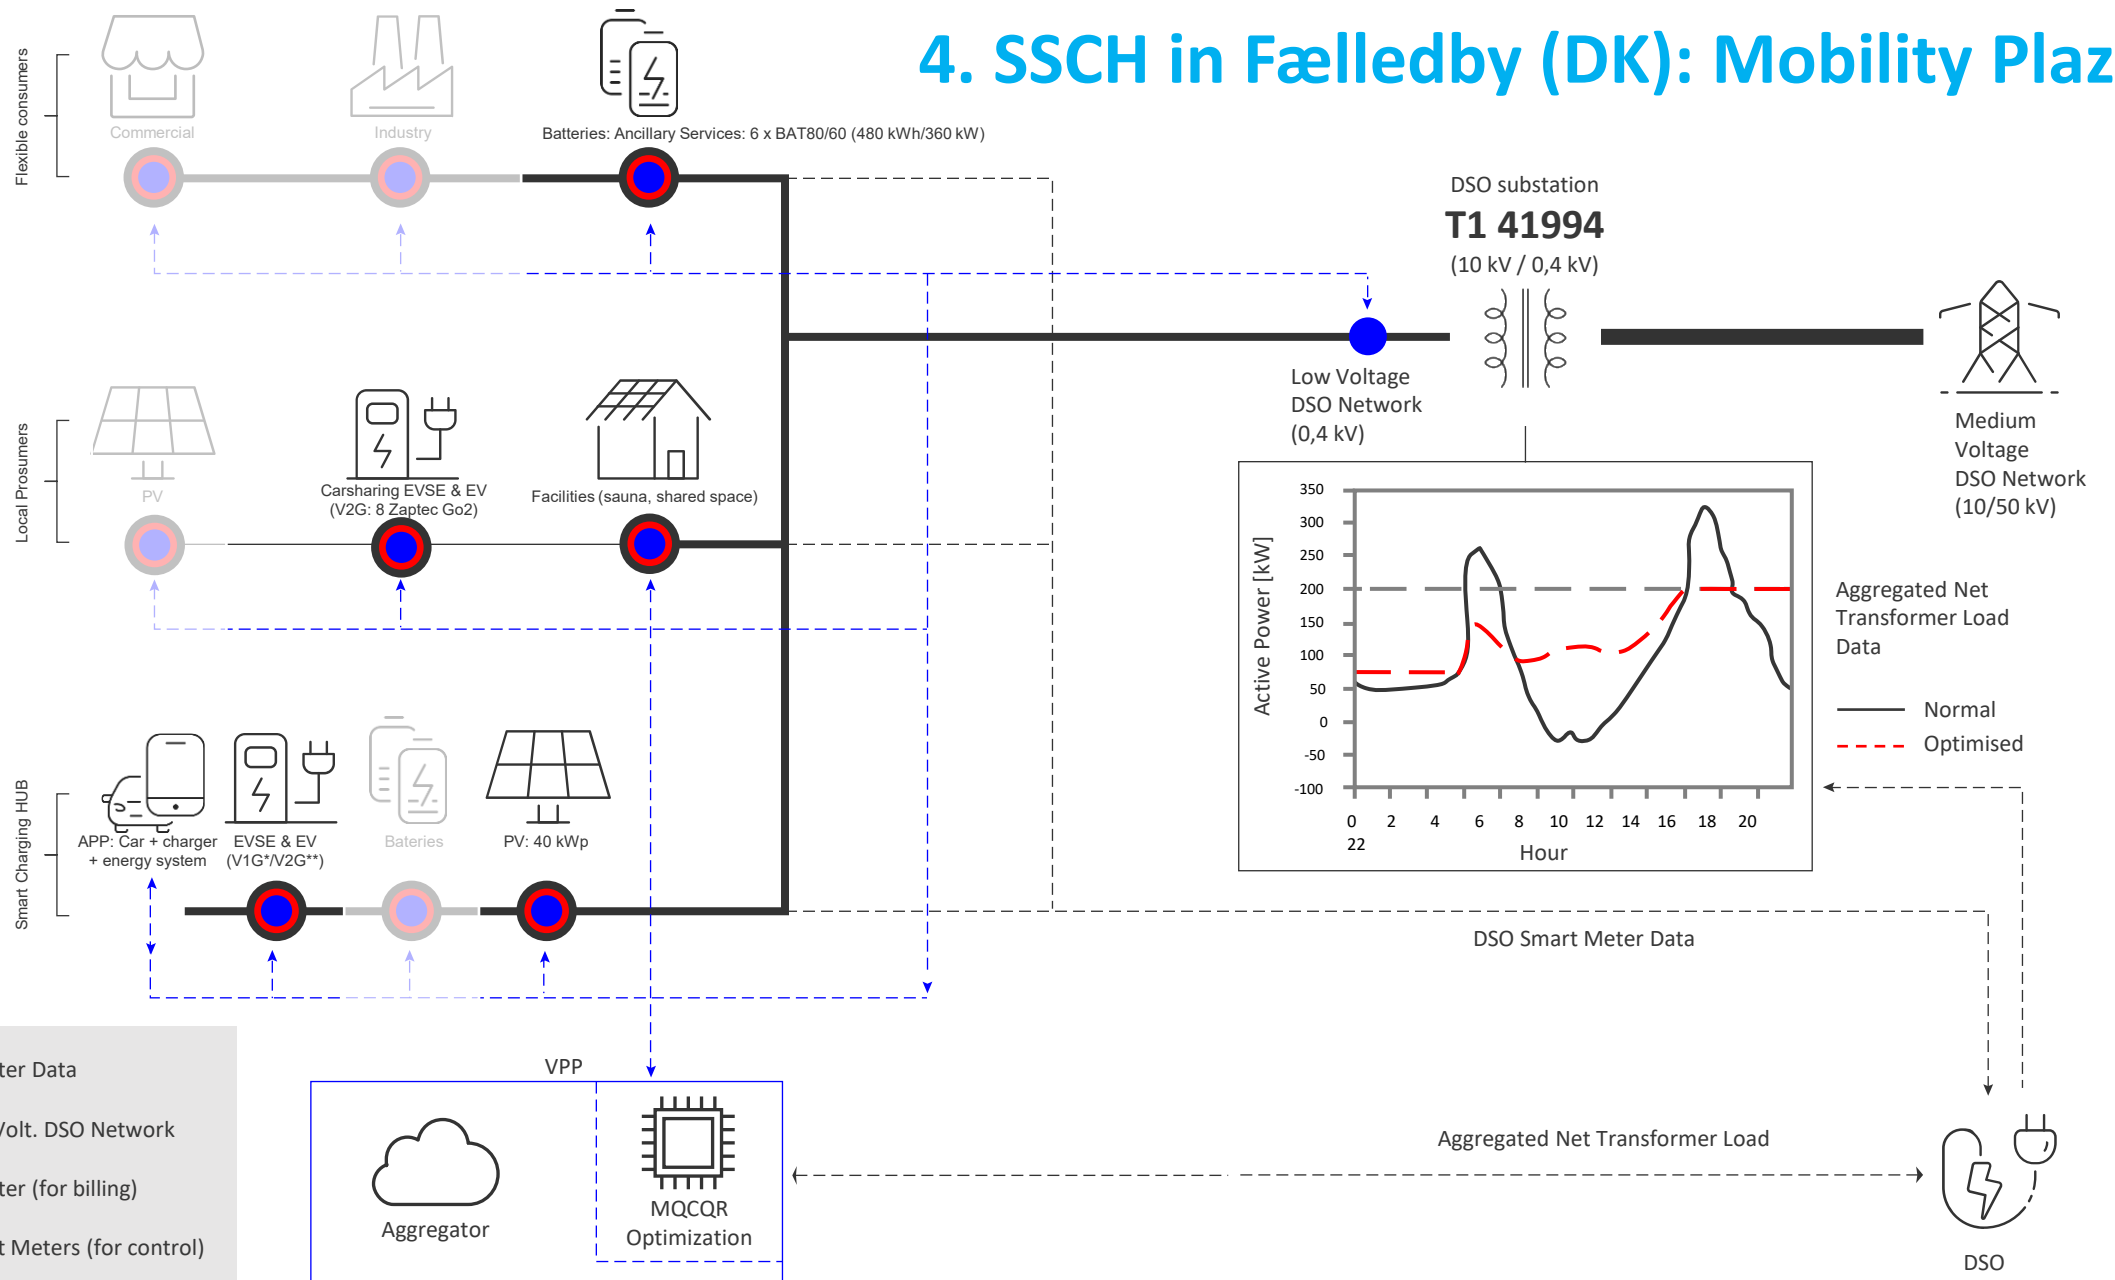 4. SSCH in Fælledby (DK): Mobility Plaz
Flexible consumers
Commercial
Industry
Batteries: Ancillary Services: 6 x BAT80/60 (480 kWh/360 kW)
DSO substation
T1 41994
(10 kV / 0,4 kV)
Low Voltage
DSO Network
(0,4 kV)
Medium
Voltage
DSO Network
(10/50 kV)
Local Prosumers
PV
Carsharing EVSE & EV
(V2G: 8 Zaptec Go2)
Facilities (sauna, shared space)
Active Power [kW]
350
300
250
200
150
100
50
0
-50
-100
0 2 4 6 8 10 12 14 16 18 20
22
Hour
Aggregated Net
Transformer Load
Data
Normal
Optimised
Smart Charging HUB
APP: Car + charger
+ energy system
EVSE & EV
(V1G*/V2G**)
Bateries
PV: 40 kWp
DSO Smart Meter Data
ter Data
Volt. DSO Network
ter (for billing)
t Meters (for control)
VPP
Aggregator
MQCQR
Optimization
Aggregated Net Transformer Load
DSO